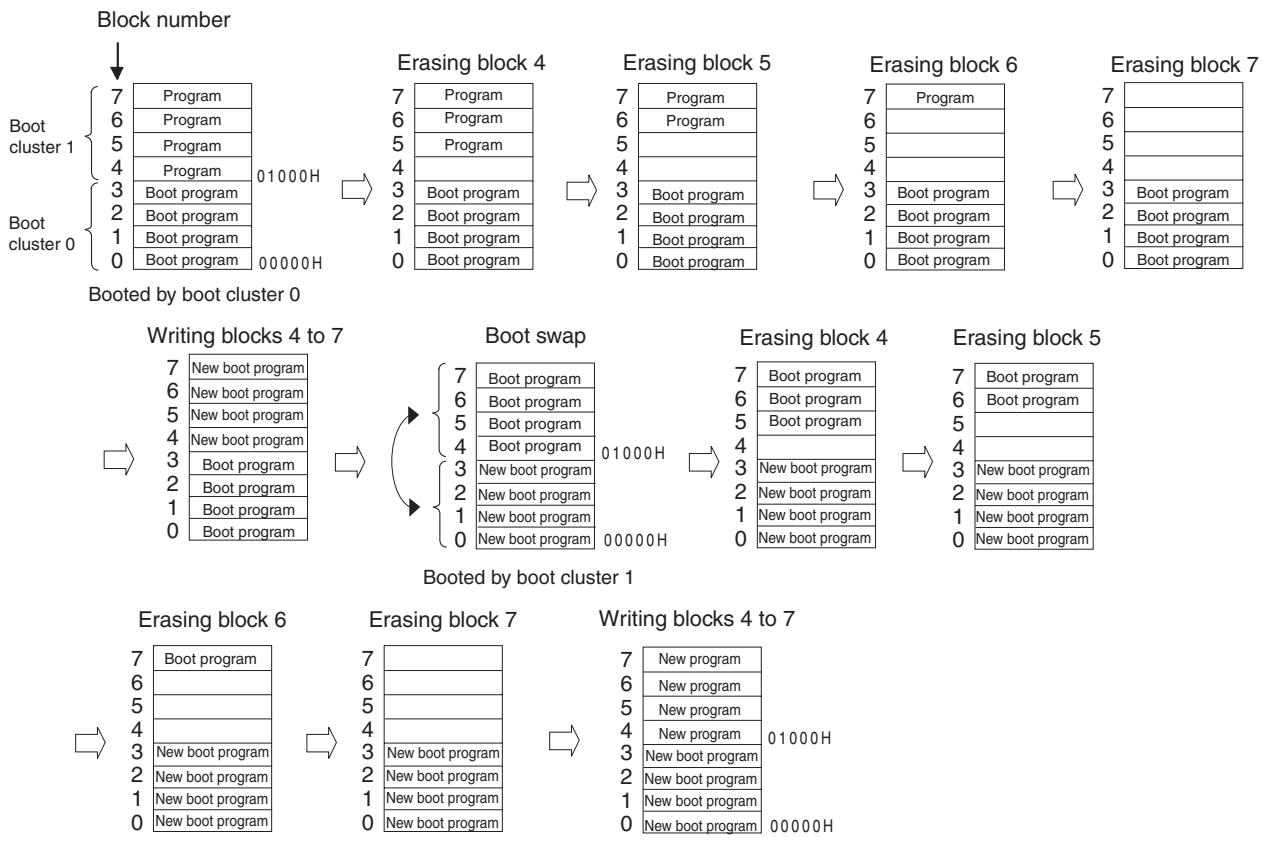 Block number
Erasing block 4
Erasing block 5
Erasing block 6
Erasing block 7
Boot
cluster 1
Boot
cluster 0
7 Program
6 Program
5 Program
4 Program
01000H
3 Boot program
2 Boot program
1 Boot program
0 Boot program
00000H
Booted by boot cluster 0
7 Program
6 Program
5 Program
4
3 Boot program
2 Boot program
1 Boot program
0 Boot program
7 Program
6 Program
5
4
3 Boot program
2 Boot program
1 Boot program
0 Boot program
7 Program
6
5
4
3 Boot program
2 Boot program
1 Boot program
0 Boot program
7
6
5
4
3 Boot program
2 Boot program
1 Boot program
0 Boot program
Writing blocks 4 to 7
7 New boot program
6 New boot program
5 New boot program
4 New boot program
3 Boot program
2 Boot program
1 Boot program
0 Boot program
Boot swap
7 Boot program
6 Boot program
5 Boot program
4 Boot program
01000H
3 New boot program
2 New boot program
1 New boot program
0 New boot program
00000H
Booted by boot cluster 1
Erasing block 4
7 Boot program
6 Boot program
5 Boot program
4
3 New boot program
2 New boot program
1 New boot program
0 New boot program
Erasing block 5
7 Boot program
6 Boot program
5
4
3 New boot program
2 New boot program
1 New boot program
0 New boot program
Erasing block 6
7 Boot program
6
5
4
3 New boot program
2 New boot program
1 New boot program
0 New boot program
Erasing block 7
7
6
5
4
3 New boot program
2 New boot program
1 New boot program
0 New boot program
Writing blocks 4 to 7
7 New program
6 New program
5 New program
4 New program
01000H
3 New boot program
2 New boot program
1 New boot program
0 New boot program
00000H